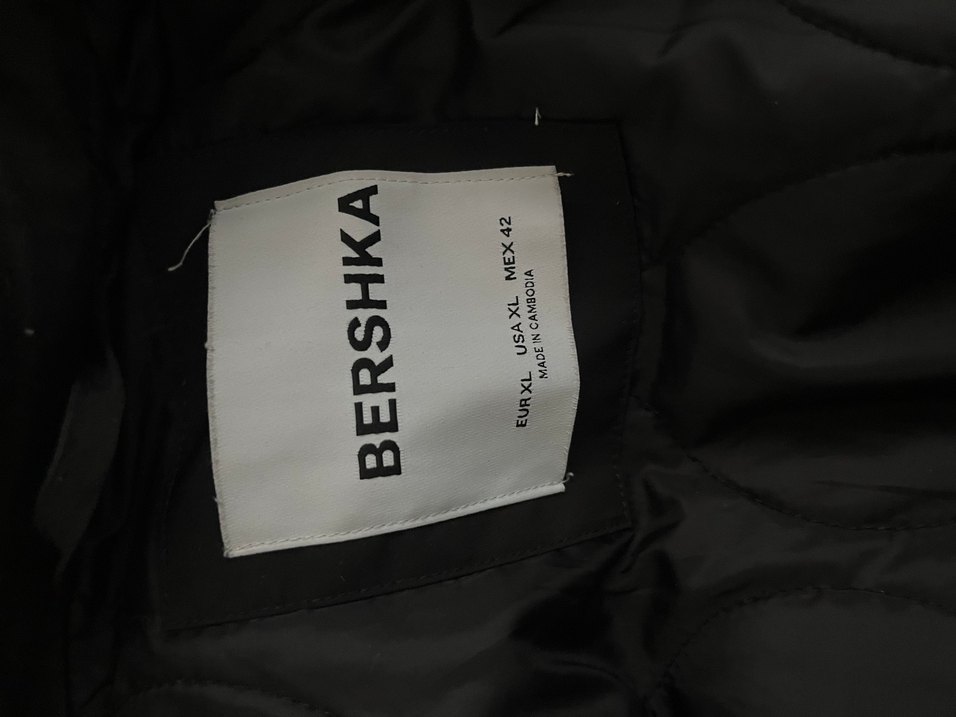 BERSHKA
EUR XL USA XL MEX 42
MADE IN CAMBODIA